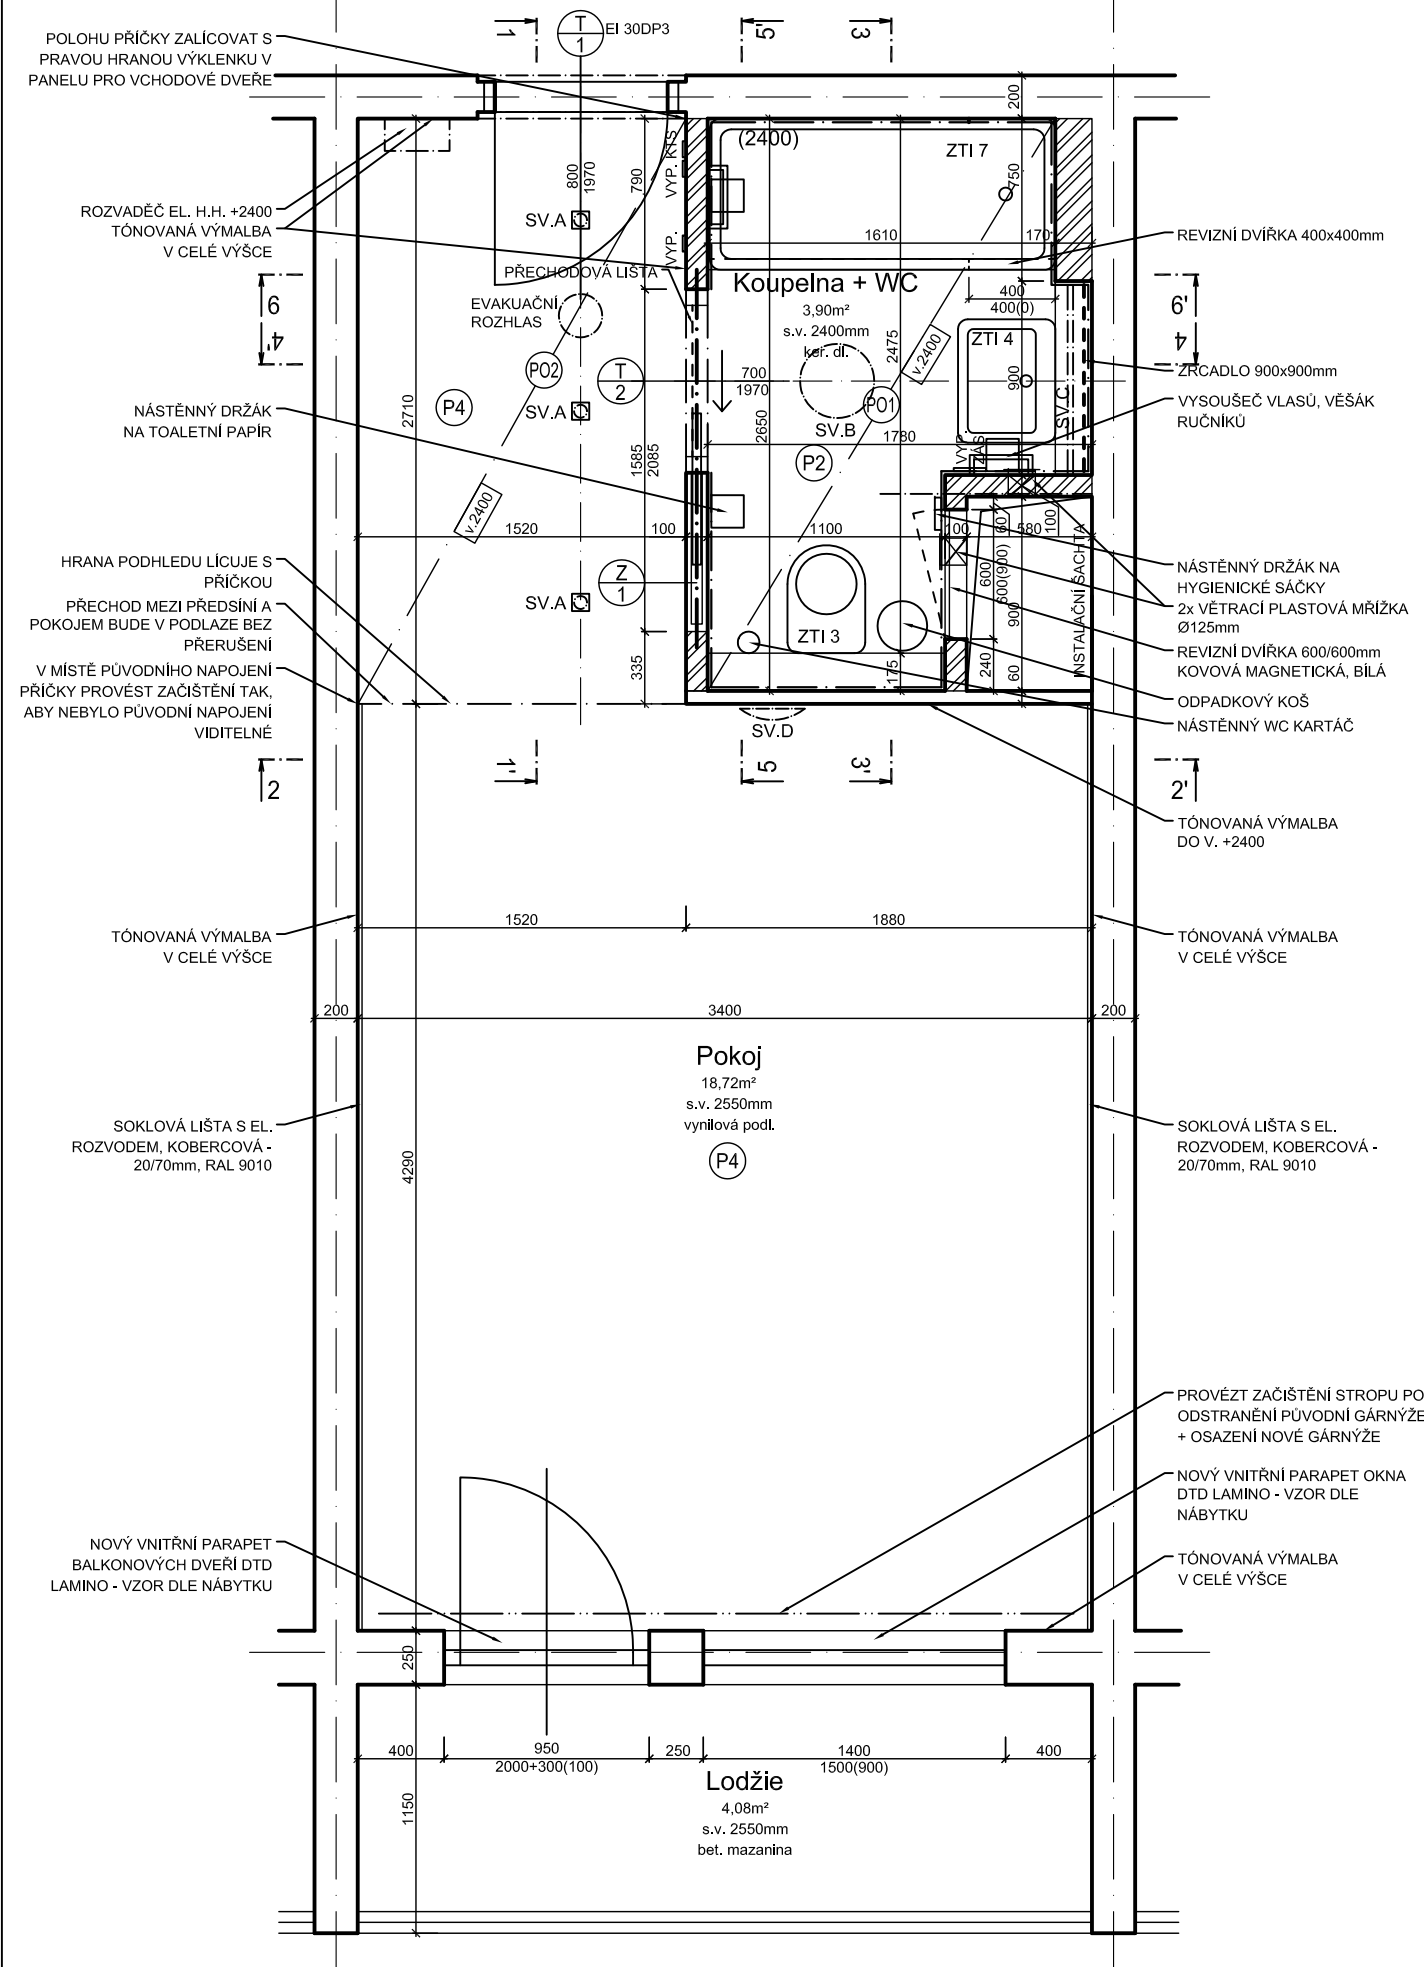 POLOHU PŘÍČKY ZALÍCOVAT S
PRAVOU HRANOU VÝKLENKU V
PANELU PRO VCHODOVÉ DVEŘE
1
T
1
EI 30DP3
5'
3
200
ROZVADĚČ EL. H.H. +2400
TÓNOVANÁ VÝMALBA
V CELÉ VÝŠCE
800
1970
790
VYP. KTS
VYP.
SV.A
(2400)
ZTI 7
750
1610
170
REVIZNÍ DVÍŘKA 400x400mm
PŘECHODOVÁ LIŠTA
EVAKUAČNÍ
ROZHLAS
6
4'
6'
4
Koupelna + WC
3,90m²
s.v. 2400mm
ker. dl.
400
400(0)
ZTI 4
900
2475
v.2400
ZRCADLO 900x900mm
VYSOUŠEČ VLASŮ, VĚŠÁK
RUČNÍKŮ
PO2
P4
T
2
700
1970
PO1
SV.B
SV.C
1780
VYP.
ZÁS
P2
2710
SV.A
2650
1585
2085
NÁSTĚNNÝ DRŽÁK
NA TOALETNÍ PAPÍR
v.2400
1520
100
1100
100
60
580
100
INSTALAČNÍ ŠACHTA
HRANA PODHLEDU LÍCUJE S
PŘÍČKOU
PŘECHOD MEZI PŘEDSÍNÍ A
POKOJEM BUDE V PODLAZE BEZ
PŘERUŠENÍ
V MÍSTĚ PŮVODNÍHO NAPOJENÍ
PŘÍČKY PROVÉST ZAČIŠTĚNÍ TAK,
ABY NEBYLO PŮVODNÍ NAPOJENÍ
VIDITELNÉ
Z
1
SV.A
335
ZTI 3
175
600
600(900)
900
240
60
NÁSTĚNNÝ DRŽÁK NA
HYGIENICKÉ SÁČKY
2x VĚTRACÍ PLASTOVÁ MŘÍŽKA
Ø125mm
REVIZNÍ DVÍŘKA 600/600mm
KOVOVÁ MAGNETICKÁ, BÍLÁ
ODPADKOVÝ KOŠ
NÁSTĚNNÝ WC KARTÁČ
SV.D
2
1'
5
3'
2'
TÓNOVANÁ VÝMALBA
DO V. +2400
1520
1880
TÓNOVANÁ VÝMALBA
V CELÉ VÝŠCE
TÓNOVANÁ VÝMALBA
V CELÉ VÝŠCE
200
3400
200
Pokoj
18,72m²
s.v. 2550mm
vynilová podl.
P4
4290
SOKLOVÁ LIŠTA S EL.
ROZVODEM, KOBERCOVÁ -
20/70mm, RAL 9010
SOKLOVÁ LIŠTA S EL.
ROZVODEM, KOBERCOVÁ -
20/70mm, RAL 9010
PROVÉZT ZAČIŠTĚNÍ STROPU PO
ODSTRANĚNÍ PŮVODNÍ GÁRNÝŽE
+ OSAZENÍ NOVÉ GÁRNÝŽE
NOVÝ VNITŘNÍ PARAPET OKNA
DTD LAMINO - VZOR DLE
NÁBYTKU
NOVÝ VNITŘNÍ PARAPET
BALKONOVÝCH DVEŘÍ DTD
LAMINO - VZOR DLE NÁBYTKU
TÓNOVANÁ VÝMALBA
V CELÉ VÝŠCE
250
400
950
2000+300(100)
250
1400
1500(900)
400
1150
Lodžie
4,08m²
s.v. 2550mm
bet. mazanina